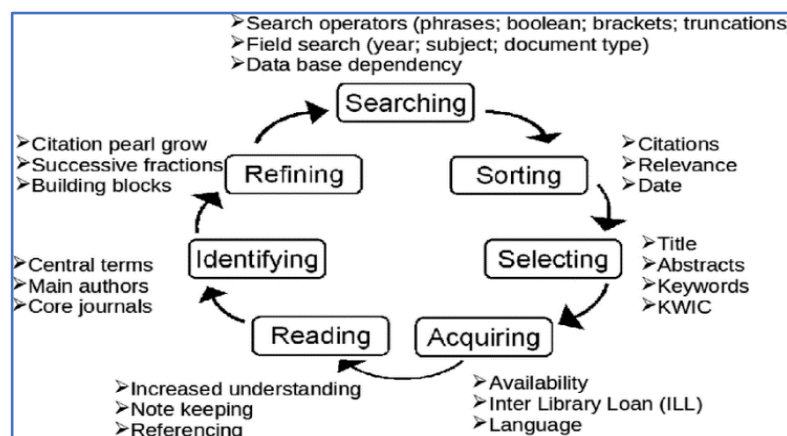 ➢Search operators (phrases; boolean; brackets; truncations
➢Field search (year; subject; document type)
➢Data base dependency
Searching
➢Citations
➢Relevance
➢Date
Sorting
➢Title
➢Abstracts
➢Keywords
➢KWIC
Selecting
Acquiring
➢Availability
➢Inter Library Loan (ILL)
➢Language
Reading
➢Increased understanding
➢Note keeping
➢Referencing
Identifying
➢Central terms
➢Main authors
➢Core journals
Refining
➢Citation pearl grow
➢Successive fractions
➢Building blocks